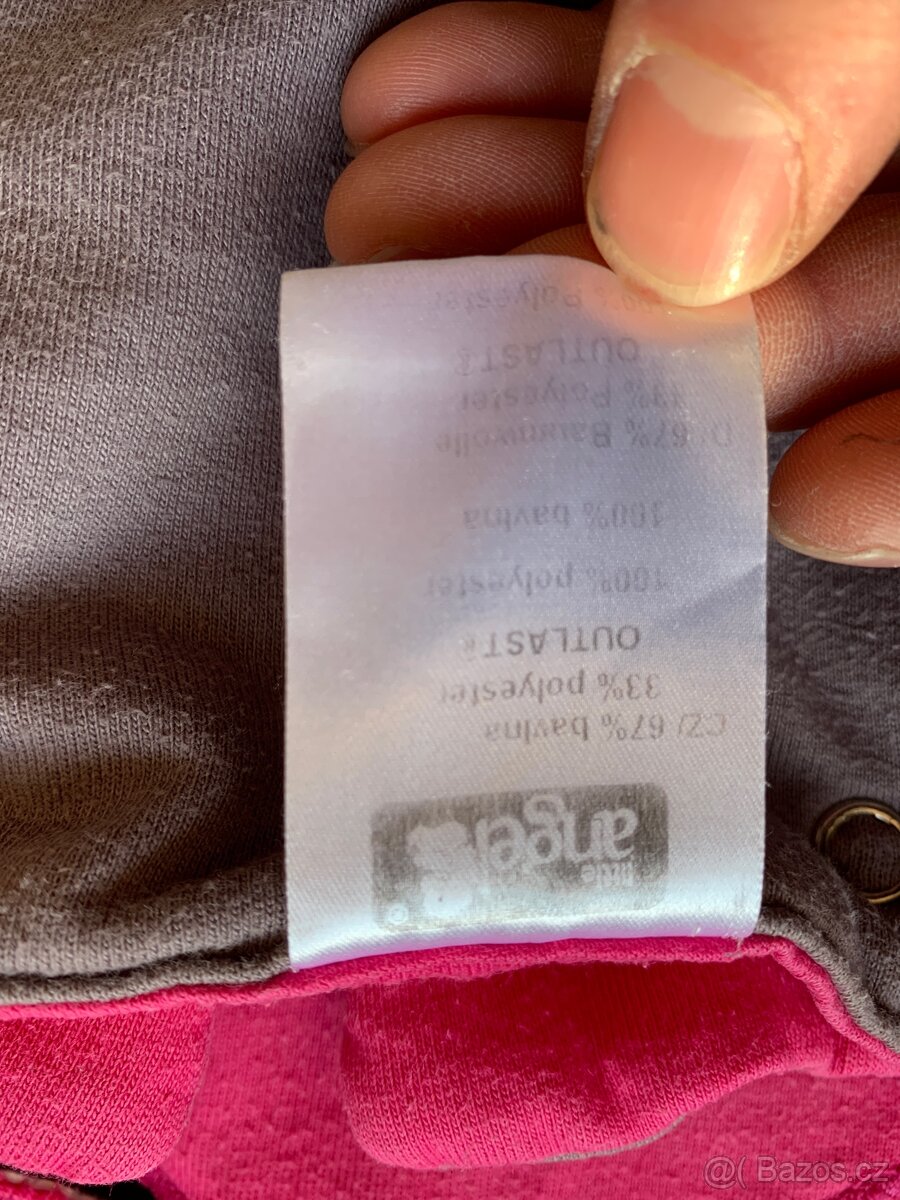 little
angel
®
CZ/ 67% bavlna
33% polyester
OUTLAST®
100% polyester
100% bavlna
D/ 67% Baumwolle
33% Polyester
OUTLAST®
Polyester
@( Bazos.cz